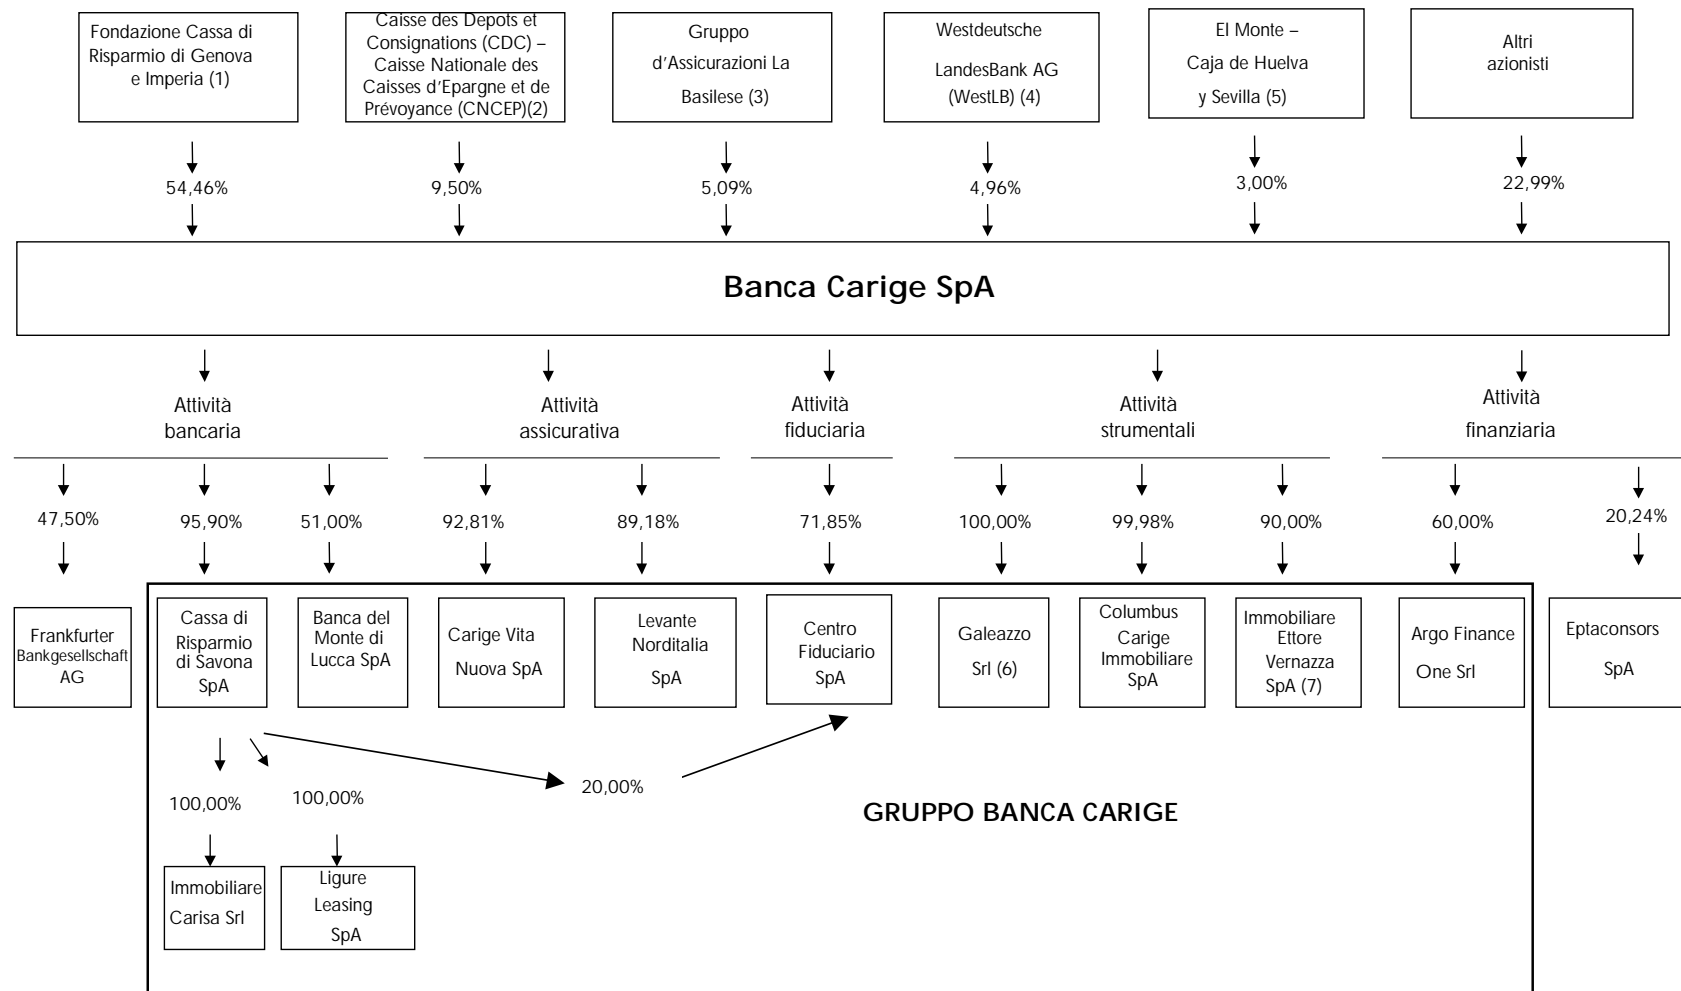 Fondazione Cassa di
Risparmio di Genova
e Imperia (1)
Caisse des Depots et
Consignations (CDC) –
Caisse Nationale des
Caisses d'Epargne et de
Prévoyance (CNCEP)(2)
Gruppo
d'Assicurazioni La
Basilese (3)
Westdeutsche
LandesBank AG
(WestLB) (4)
El Monte –
Caja de Huelva
y Sevilla (5)
Altri
azionisti
54,46%
9,50%
5,09%
4,96%
3,00%
22,99%
Banca Carige SpA
Attività
bancaria
Attività
assicurativa
Attività
fiduciaria
Attività
strumentali
Attività
finanziaria
47,50%
95,90%
51,00%
92,81%
89,18%
71,85%
100,00%
99,98%
90,00%
60,00%
20,24%
Frankfurter
Bankgesellschaft
AG
Cassa di
Risparmio
di Savona
SpA
Banca del
Monte di
Lucca SpA
Carige Vita
Nuova SpA
Levante
Norditalia
SpA
Centro
Fiduciario
SpA
Galeazzo
Srl (6)
Columbus
Carige
Immobiliare
SpA
Immobiliare
Ettore
Vernazza
SpA (7)
Argo Finance
One Srl
Eptaconsors
SpA
100,00%
100,00%
20,00%
GRUPPO BANCA CARIGE
Immobiliare
Carisa Srl
Ligure
Leasing
SpA